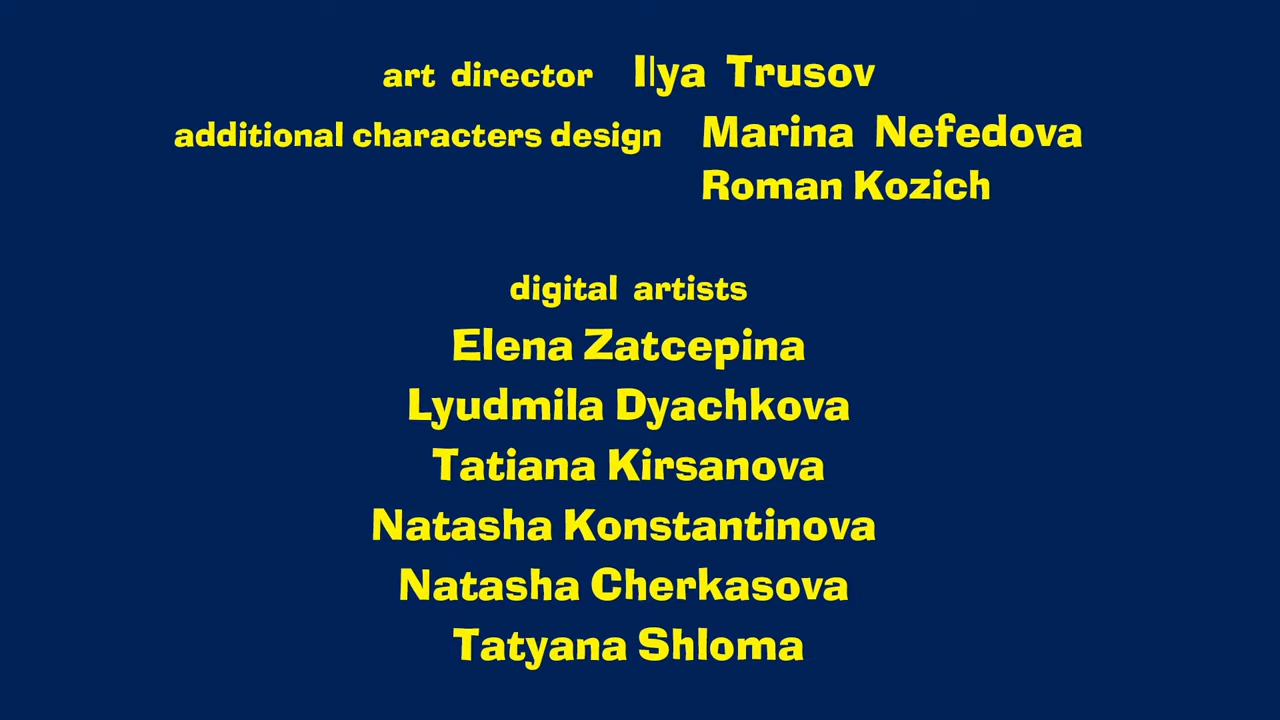 art director Ilya Trusov
additional characters design Marina Nefedova
Roman Kozich
digital artists
Elena Zatcepina
Lyudmila Dyachkova
Tatiana Kirsanova
Natasha Konstantinova
Natasha Cherkasova
Tatyana Shloma